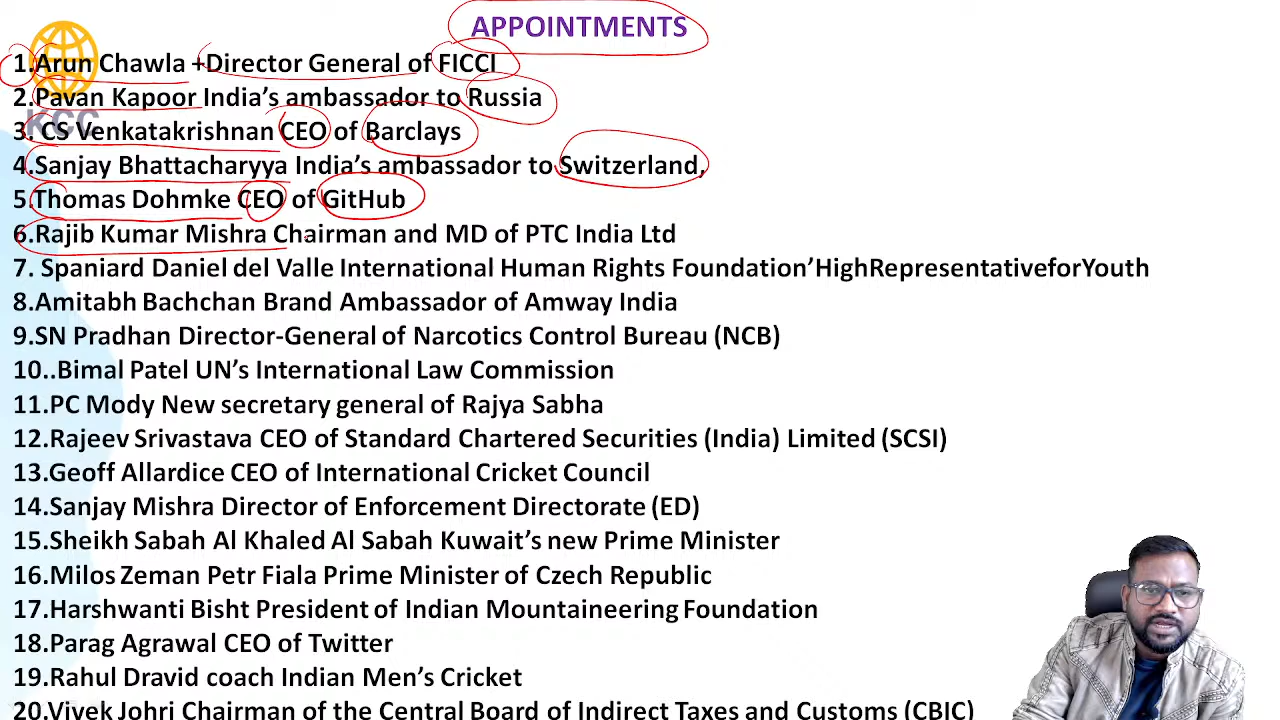 APPOINTMENTS
1.Arun Chawla +Director General of FICCI
2.Pavan Kapoor India's ambassador to Russia
KCC
3. CS Venkatakrishnan CEO of Barclays
4.Sanjay Bhattacharyya India's ambassador to Switzerland,
5.Thomas Dohmke CEO of GitHub
6.Rajib Kumar Mishra Chairman and MD of PTC India Ltd
7. Spaniard Daniel del Valle International Human Rights Foundation'HighRepresentativeforYouth
8.Amitabh Bachchan Brand Ambassador of Amway India
9.SN Pradhan Director-General of Narcotics Control Bureau (NCB)
10..Bimal Patel UN's International Law Commission
11.PC Mody New secretary general of Rajya Sabha
12.Rajeev Srivastava CEO of Standard Chartered Securities (India) Limited (SCSI)
13.Geoff Allardice CEO of International Cricket Council
14.Sanjay Mishra Director of Enforcement Directorate (ED)
15.Sheikh Sabah Al Khaled Al Sabah Kuwait's new Prime Minister
16.Milos Zeman Petr Fiala Prime Minister of Czech Republic
17.Harshwanti Bisht President of Indian Mountaineering Foundation
18.Parag Agrawal CEO of Twitter
19.Rahul Dravid coach Indian Men's Cricket
20.Vivek Johri Chairman of the Central Board of Indirect Taxes and Customs (CBIC)